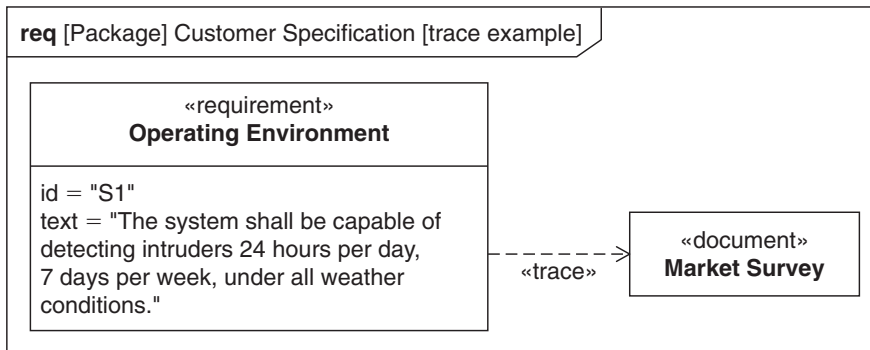 req [Package] Customer Specification [trace example]
«requirement»
Operating Environment
id = "S1"
text = "The system shall be capable of
detecting intruders 24 hours per day,
7 days per week, under all weather
conditions."
«trace»
«document»
Market Survey